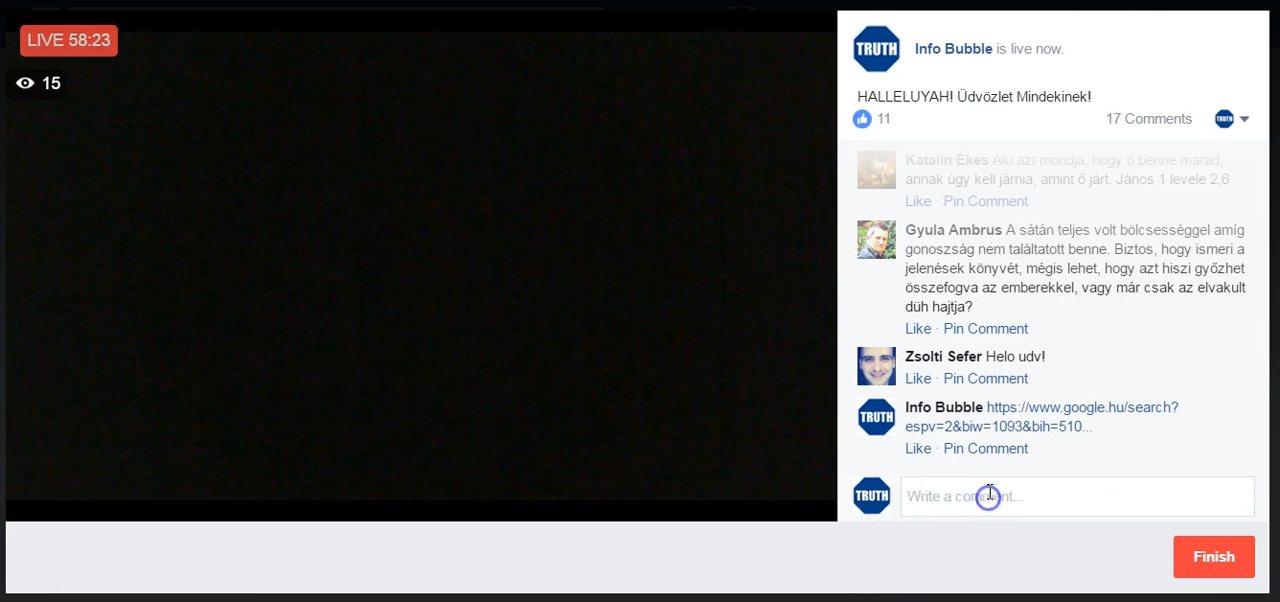 LIVE 58:23
15
TRUTH
Info Bubble is live now.
HALLELUYAH! Üdvözlet Mindekinek!
11
17 Comments
TRUTH
Katalin Ékes Aki azt mondja, hogy ő benne marad,
annak úgy kell járnia, amint ő járt. János 1 levele 2,6
Like · Pin Comment
Gyula Ambrus A sátán teljes volt bölcsességgel amíg
gonoszság nem találtatott benne. Biztos, hogy ismeri a
jelenések könyvét, mégis lehet, hogy azt hiszi győzhet
összefogva az emberekkel, vagy már csak az elvakult
düh hajtja?
Like · Pin Comment
Zsolti Sefer Helo udv!
Like · Pin Comment
TRUTH
Info Bubble https://www.google.hu/search?
espv=2&biw=1093&bih=510...
Like · Pin Comment
TRUTH
Write a comment...
Finish